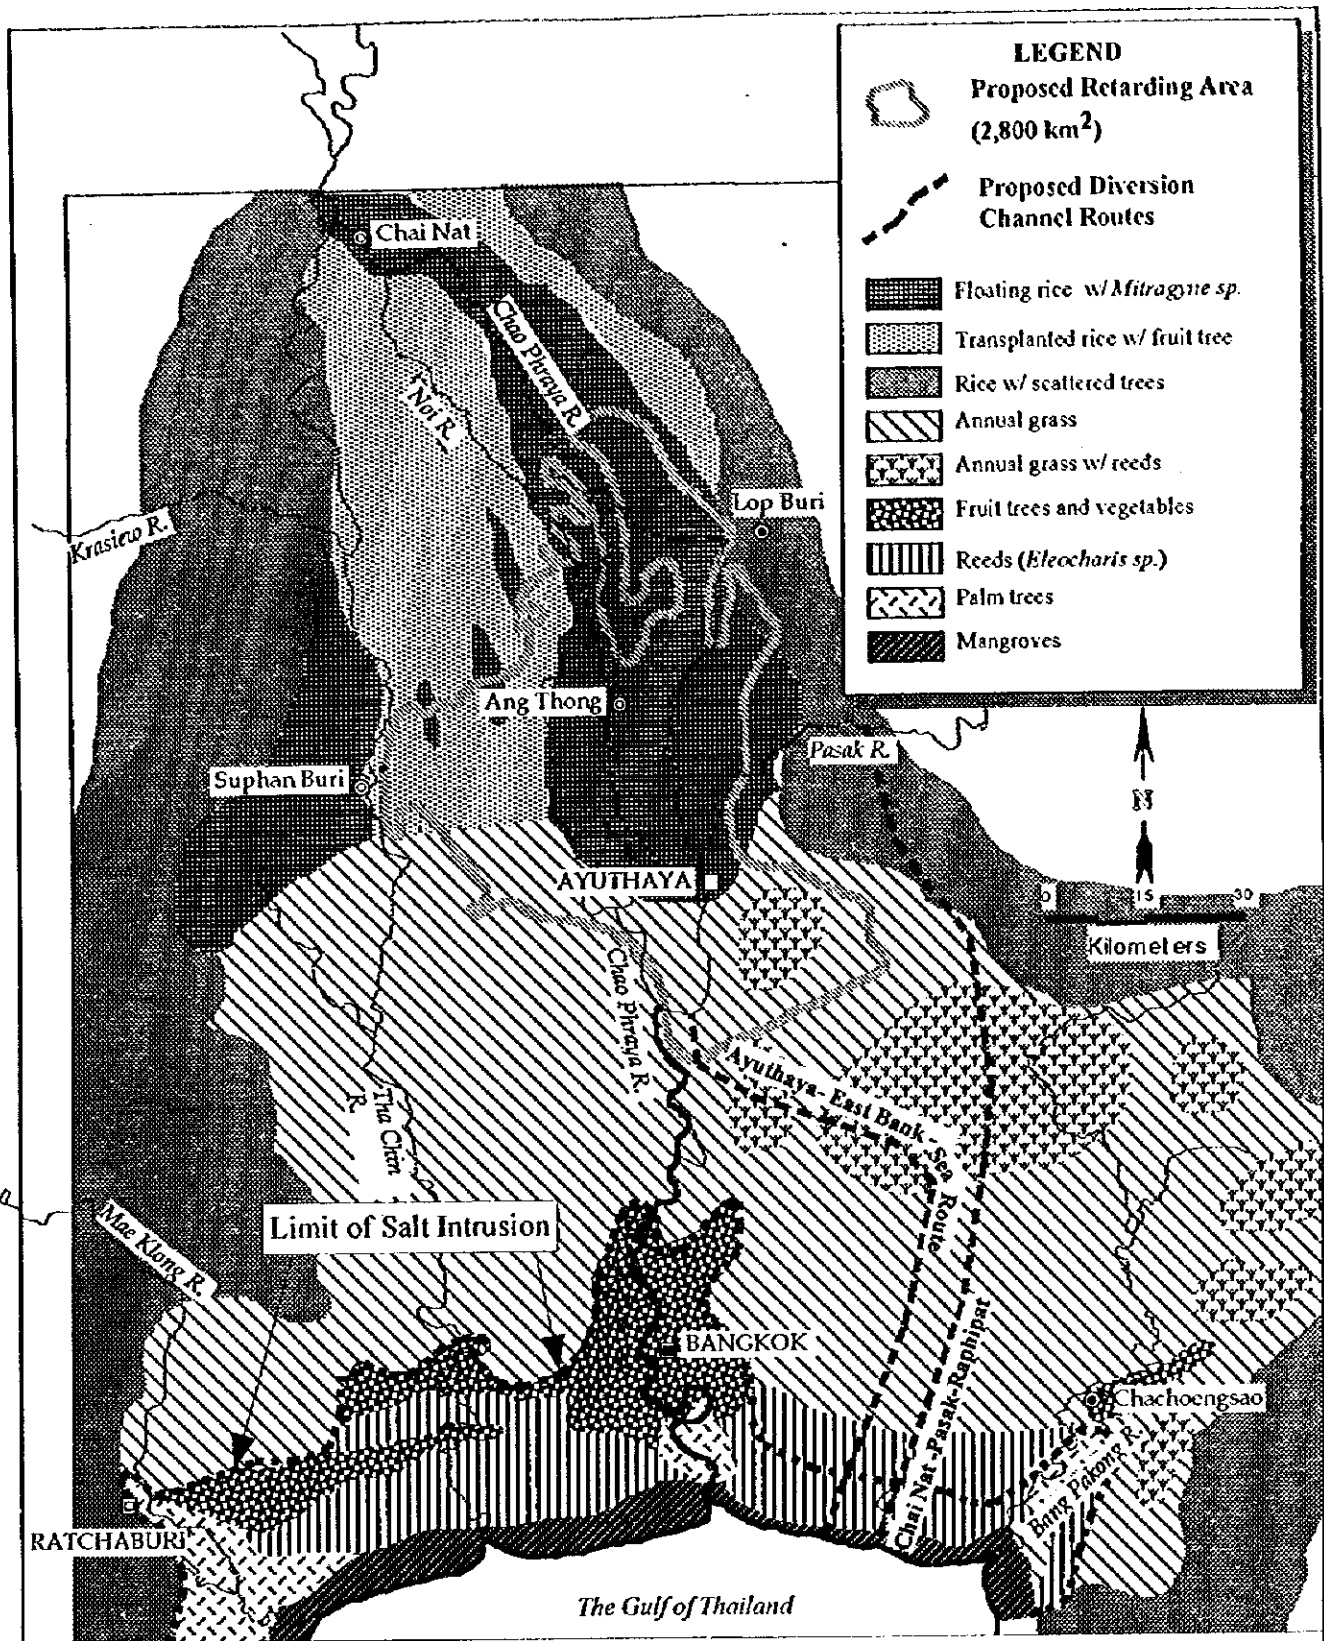 LEGEND
Proposed Retarding Area
(2,800 km²)
Proposed Diversion
Channel Routes
Floating rice w/ Mitragyne sp.
Transplanted rice w/ fruit tree
Rice w/ scattered trees
Annual grass
Annual grass w/ reeds
Fruit trees and vegetables
Reeds (Eleocharis sp.)
Palm trees
Mangroves
Chai Nat
Chao Phraya R.
Noi R.
Lop Buri
Krasiew R.
Ang Thong
Pasak R.
Suphan Buri
N
AYUTHAYA
0 15 30
Kilometers
Chao Phraya R.
Ayuthaya - East Bank - Sea Route
Tha Chin
R.
Mae Klong R.
Limit of Salt Intrusion
BANGKOK
Chai Nat-Pasak-Raphipat
Chachoengsao
Bang Pakong R.
RATCHABURI
The Gulf of Thailand